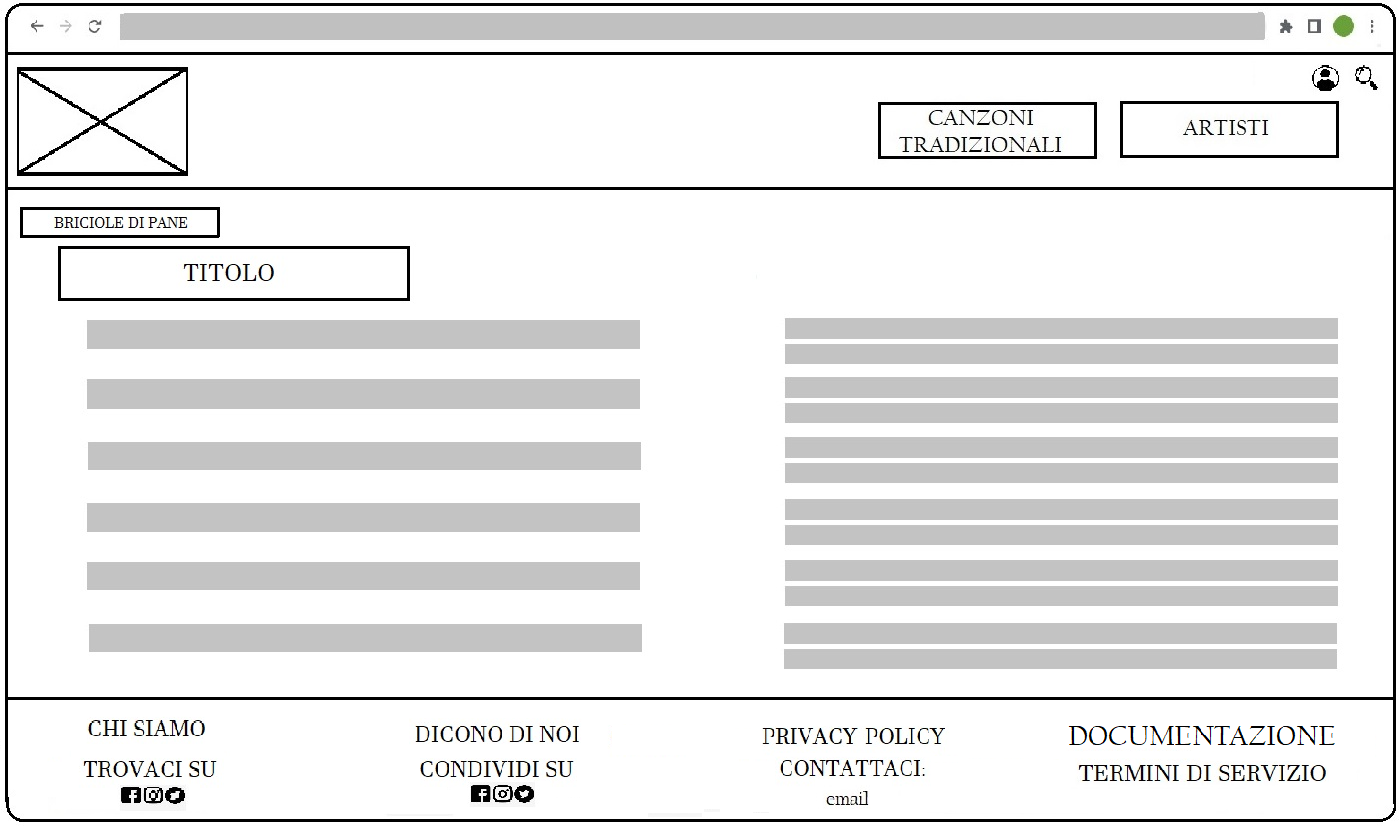 CANZONI
TRADIZIONALI
ARTISTI
BRICIOLE DI PANE
TITOLO
CHI SIAMO
TROVACI SU
DICONO DI NOI
CONDIVIDI SU
PRIVACY POLICY
CONTATTACI:
email
DOCUMENTAZIONE
TERMINI DI SERVIZIO